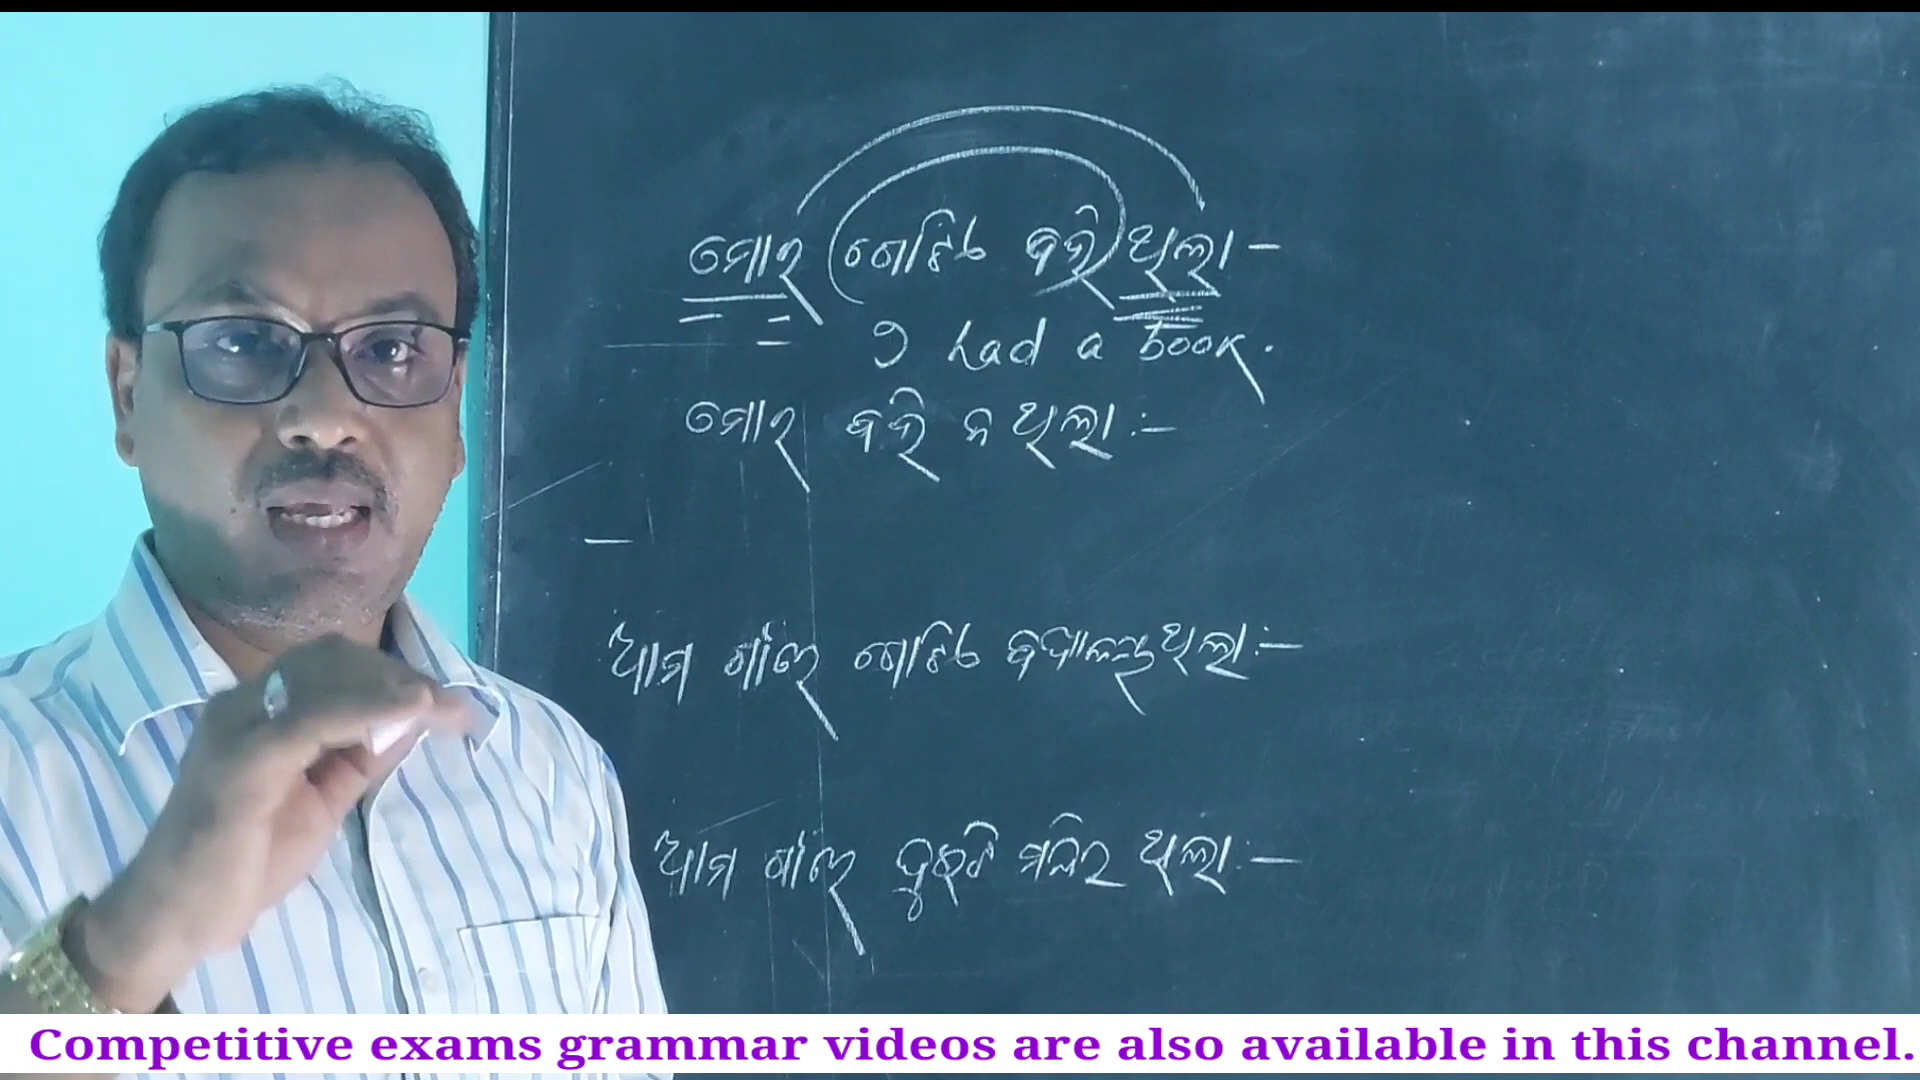 ମୋର ଗୋଟିଏ ବହି ଥିଲା -
I had a book.
ମୋର ବହି ନ ଥିଲା :-
ଆମ ଗାଁରେ ଗୋଟିଏ ବିଦ୍ୟାଳୟ ଥିଲା :-
ଆମ ଗାଁରେ ଦୁଇଟି ମନ୍ଦିର ଥିଲା :-
Competitive exams grammar videos are also available in this channel.